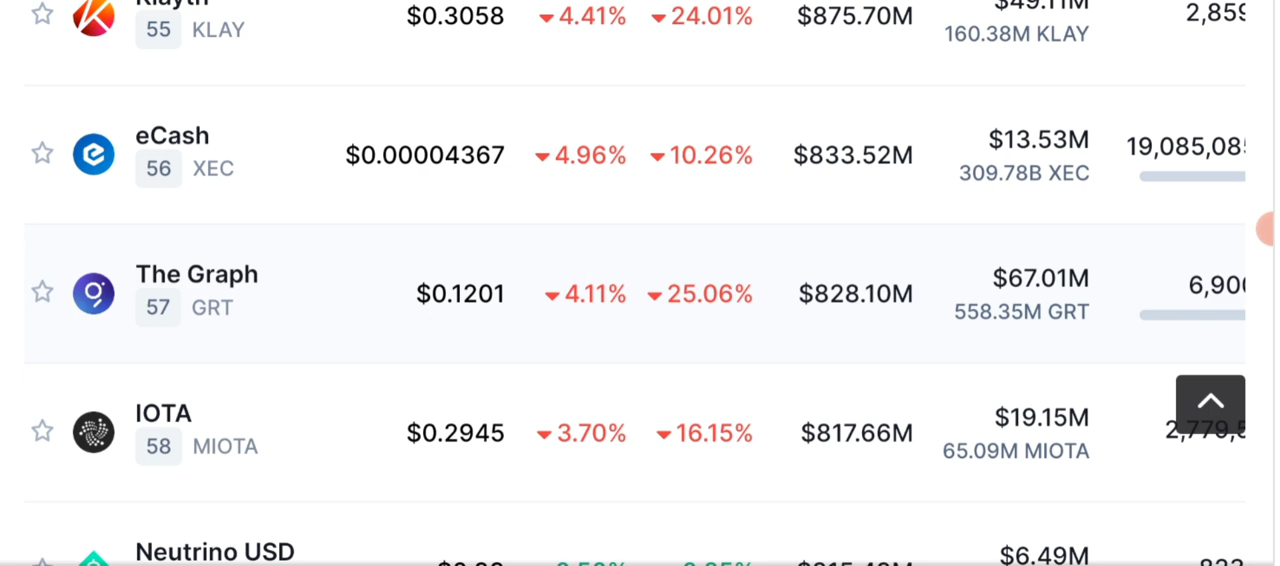 $0.3058 4.41% 24.01% $875.70M
55 KLAY 160.38M KLAY
eCash
$0.00004367 4.96% 10.26% $833.52M $13.53M
56 XEC 309.78B XEC
The Graph
$0.1201 4.11% 25.06% $828.10M $67.01M
57 GRT 558.35M GRT
IOTA
$0.2945 3.70% 16.15% $817.66M $19.15M
58 MIOTA 65.09M MIOTA
Neutrino USD $6.49M